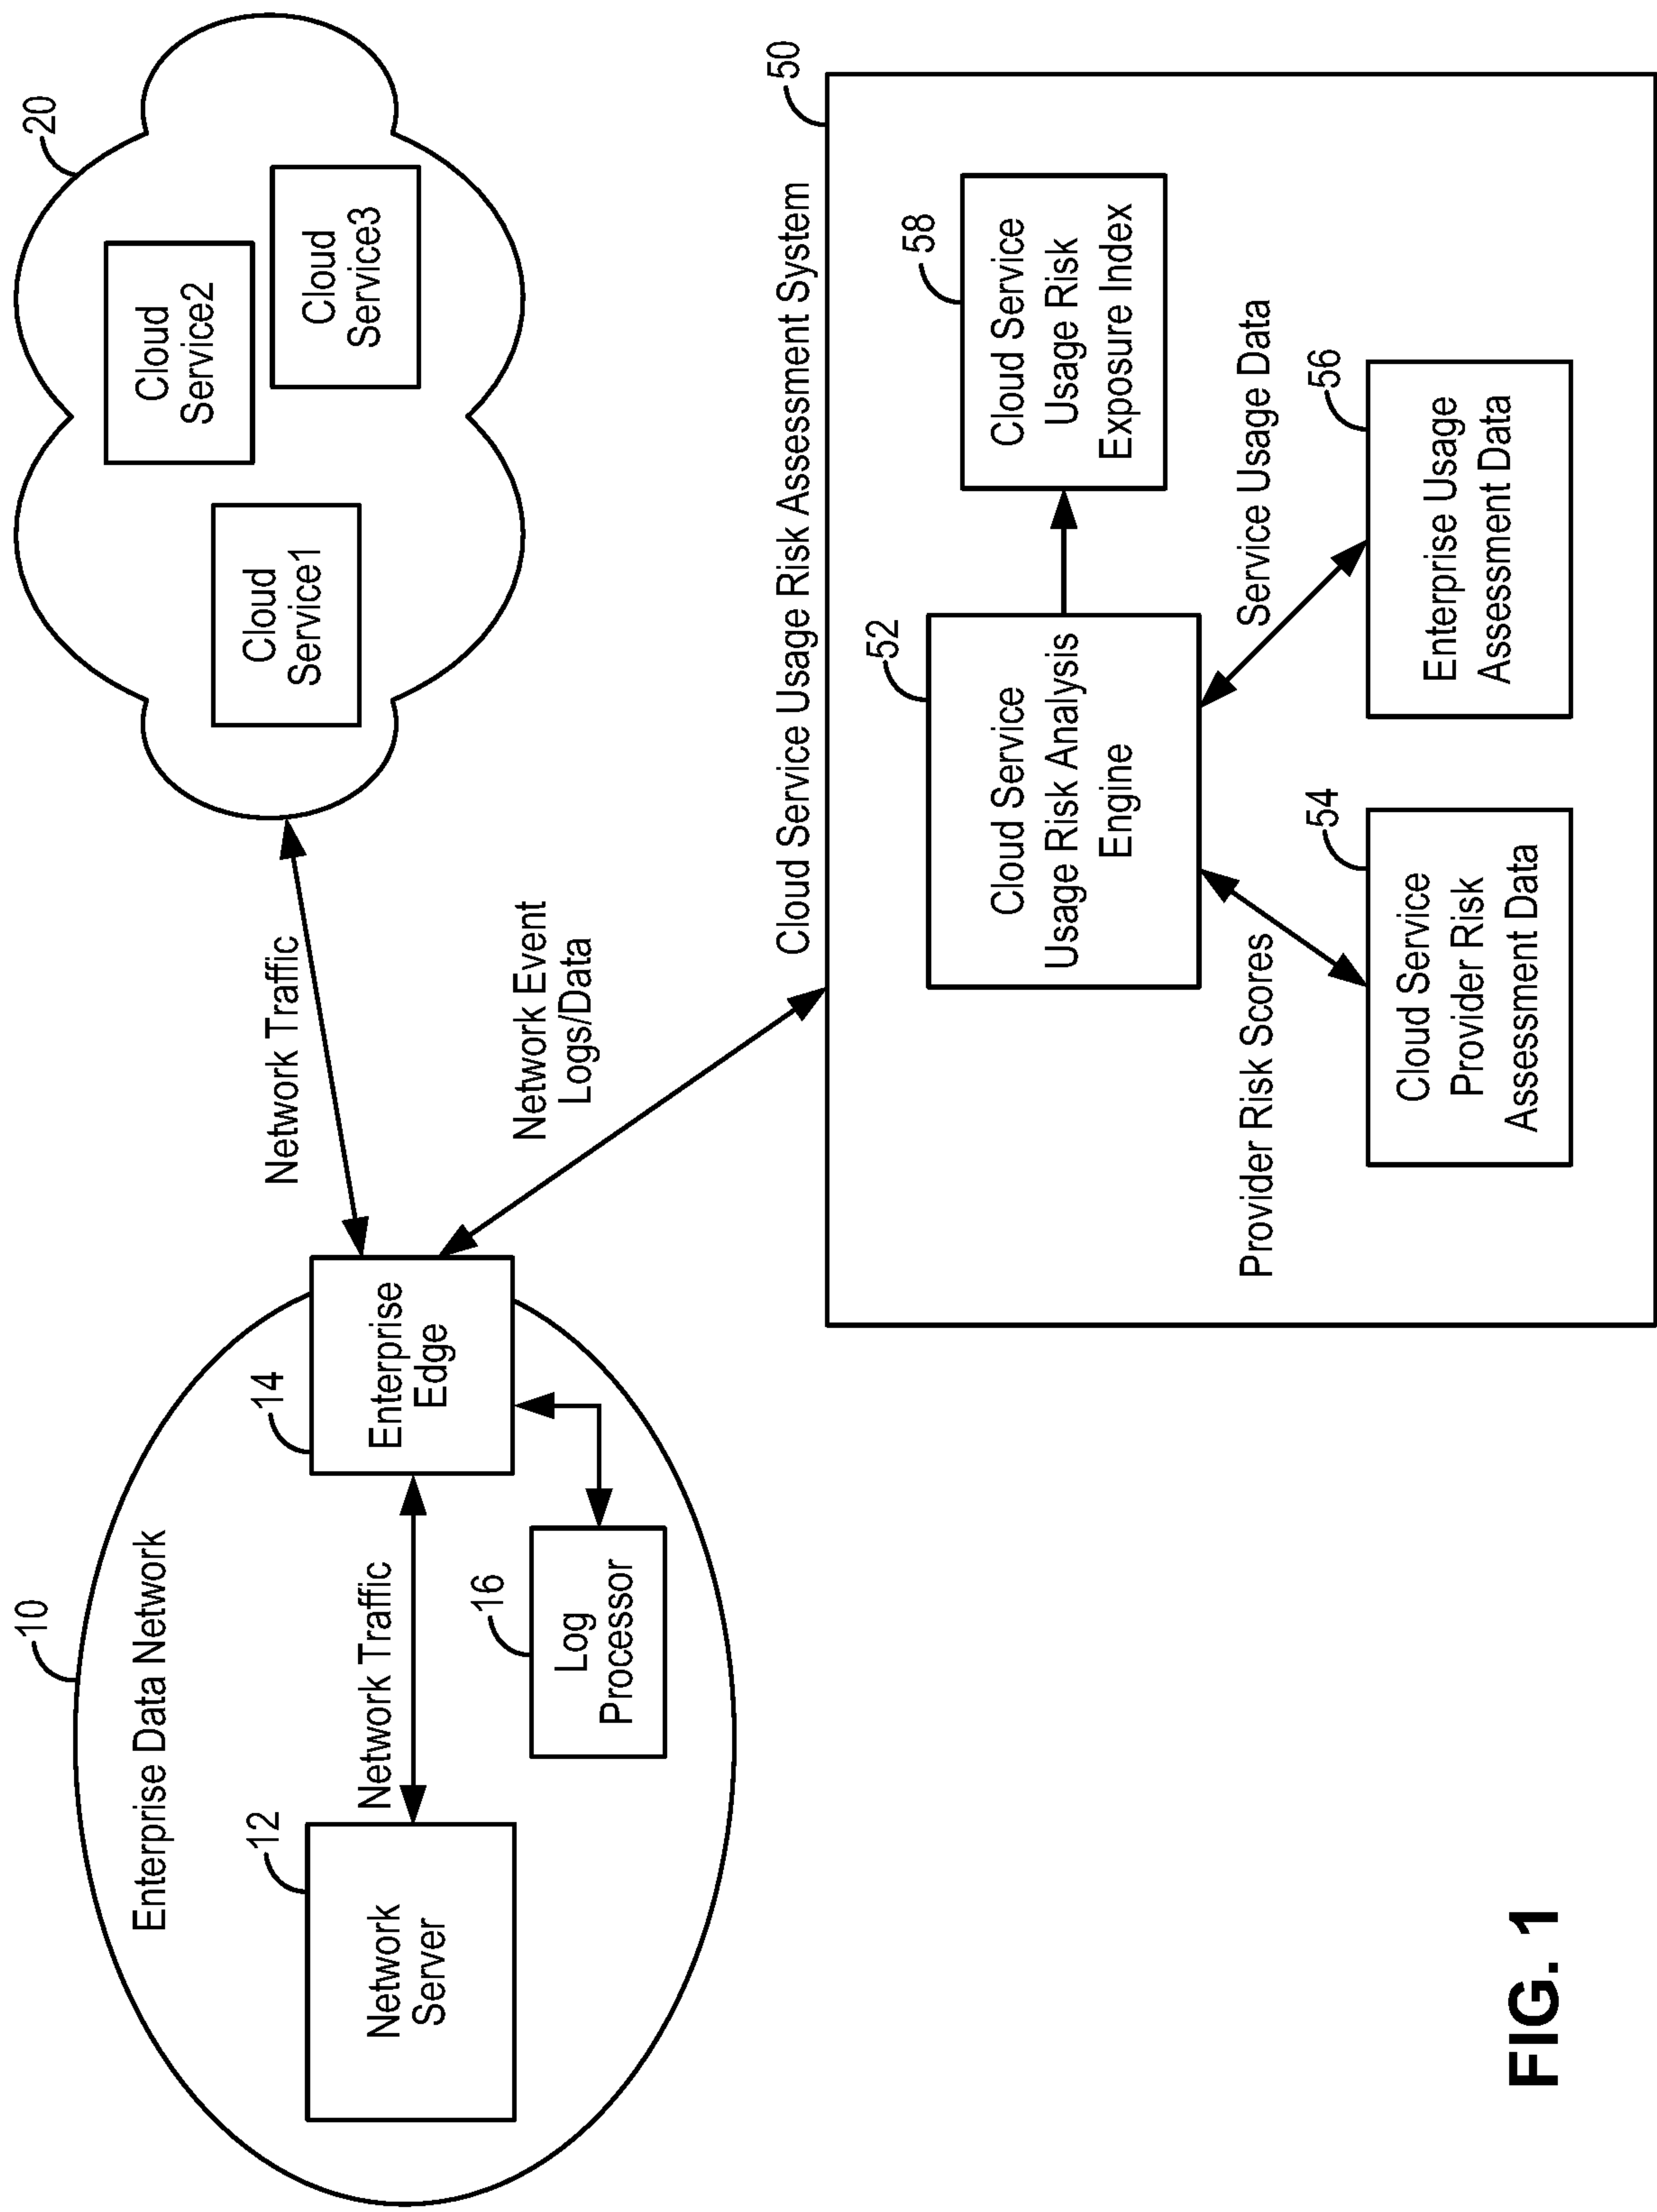 10
Enterprise Data Network
12
Network
Server
Network Traffic
14
Enterprise
Edge
16
Log
Processor
Network Traffic
20
Cloud
Service1
Cloud
Service2
Cloud
Service3
Network Event
Logs/Data
Cloud Service Usage Risk Assessment System
50
52
Cloud Service
Usage Risk Analysis
Engine
58
Cloud Service
Usage Risk
Exposure Index
Provider Risk Scores
Service Usage Data
54
Cloud Service
Provider Risk
Assessment Data
56
Enterprise Usage
Assessment Data
FIG. 1